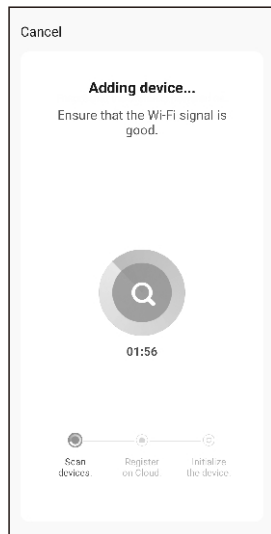 Cancel
Adding device...
Ensure that the Wi-Fi signal is
good.
01:56
Scan
devices.
Register
on Cloud.
Initialize
the device.